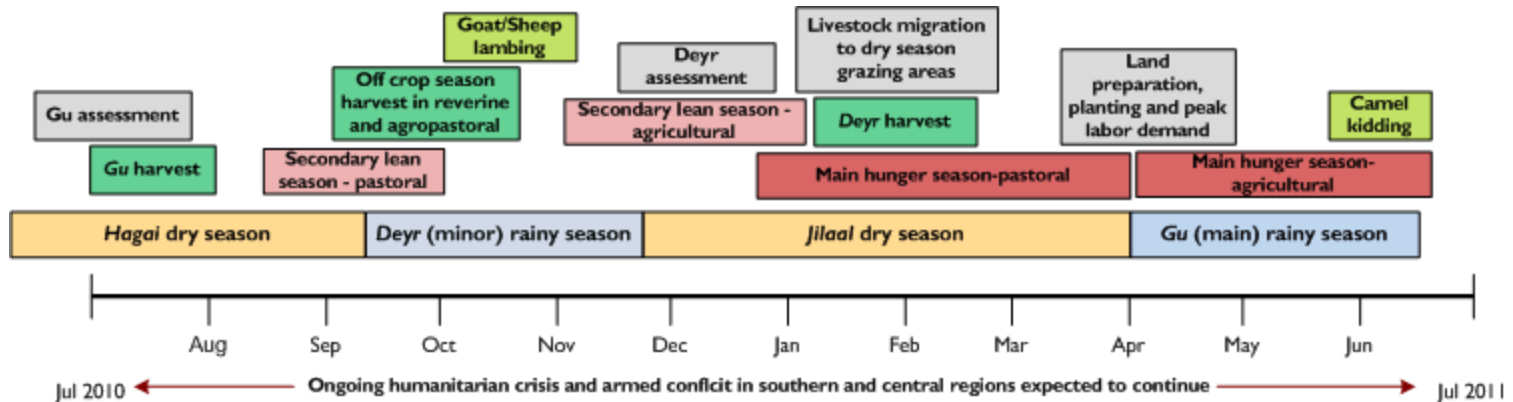 Goat/Sheep
lambing
Livestock migration
to dry season
grazing areas
Deyr
assessment
Off crop season
harvest in reverine
and agropastoral
Land
preparation,
planting and peak
labor demand
Gu assessment
Secondary lean season -
agricultural
Deyr harvest
Camel
kidding
Gu harvest
Secondary lean
season - pastoral
Main hunger season-pastoral
Main hunger season-
agricultural
Hagai dry season
Deyr (minor) rainy season
Jilaal dry season
Gu (main) rainy season
Aug
Sep
Oct
Nov
Dec
Jan
Feb
Mar
Apr
May
Jun
Jul 2010
Ongoing humanitarian crisis and armed conflcit in southern and central regions expected to continue
Jul 2011